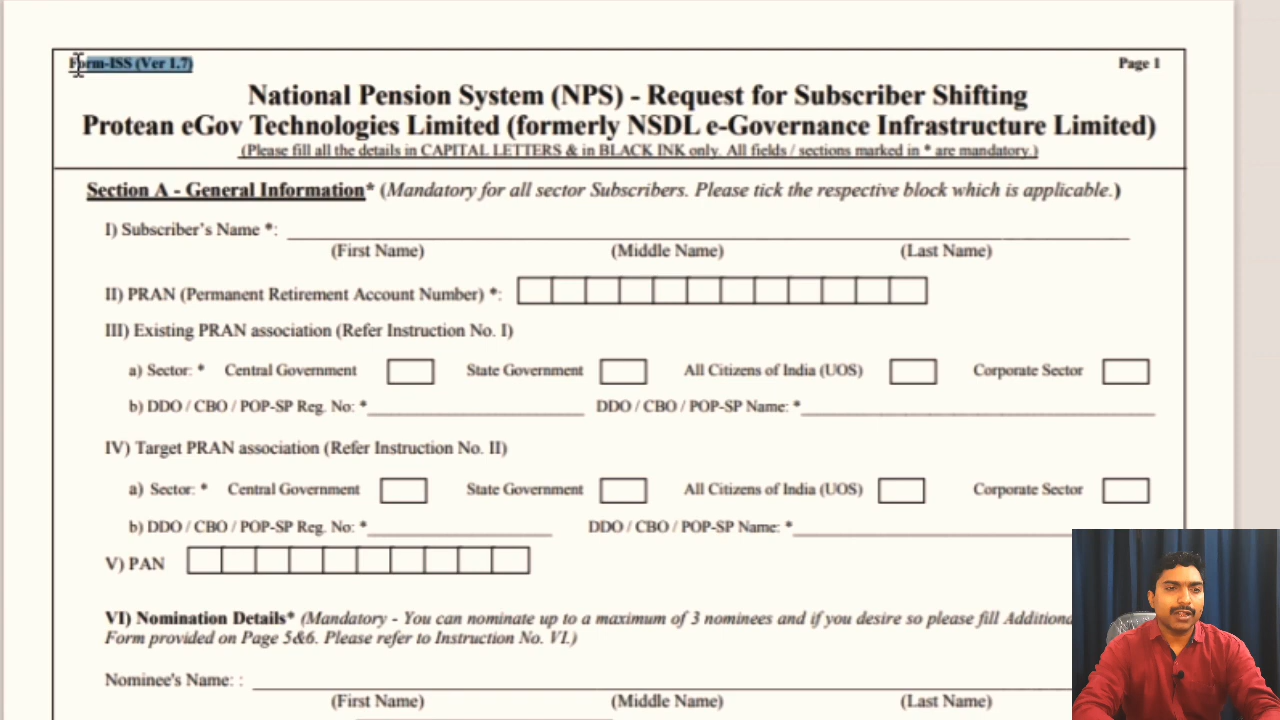 Form-ISS (Ver 1.7)
Page 1
National Pension System (NPS) - Request for Subscriber Shifting
Protean eGov Technologies Limited (formerly NSDL e-Governance Infrastructure Limited)
(Please fill all the details in CAPITAL LETTERS & in BLACK INK only. All fields / sections marked in * are mandatory.)
Section A - General Information* (Mandatory for all sector Subscribers. Please tick the respective block which is applicable.)
I) Subscriber's Name *:
(First Name) (Middle Name) (Last Name)
II) PRAN (Permanent Retirement Account Number) *:
III) Existing PRAN association (Refer Instruction No. I)
a) Sector: * Central Government State Government All Citizens of India (UOS) Corporate Sector
b) DDO / CBO / POP-SP Reg. No: * DDO / CBO / POP-SP Name: *
IV) Target PRAN association (Refer Instruction No. II)
a) Sector: * Central Government State Government All Citizens of India (UOS) Corporate Sector
b) DDO / CBO / POP-SP Reg. No: * DDO / CBO / POP-SP Name: *
V) PAN
VI) Nomination Details* (Mandatory - You can nominate up to a maximum of 3 nominees and if you desire so please fill Additiona
Form provided on Page 5&6. Please refer to Instruction No. VI.)
Nominee's Name: :
(First Name) (Middle Name) (Last Name)